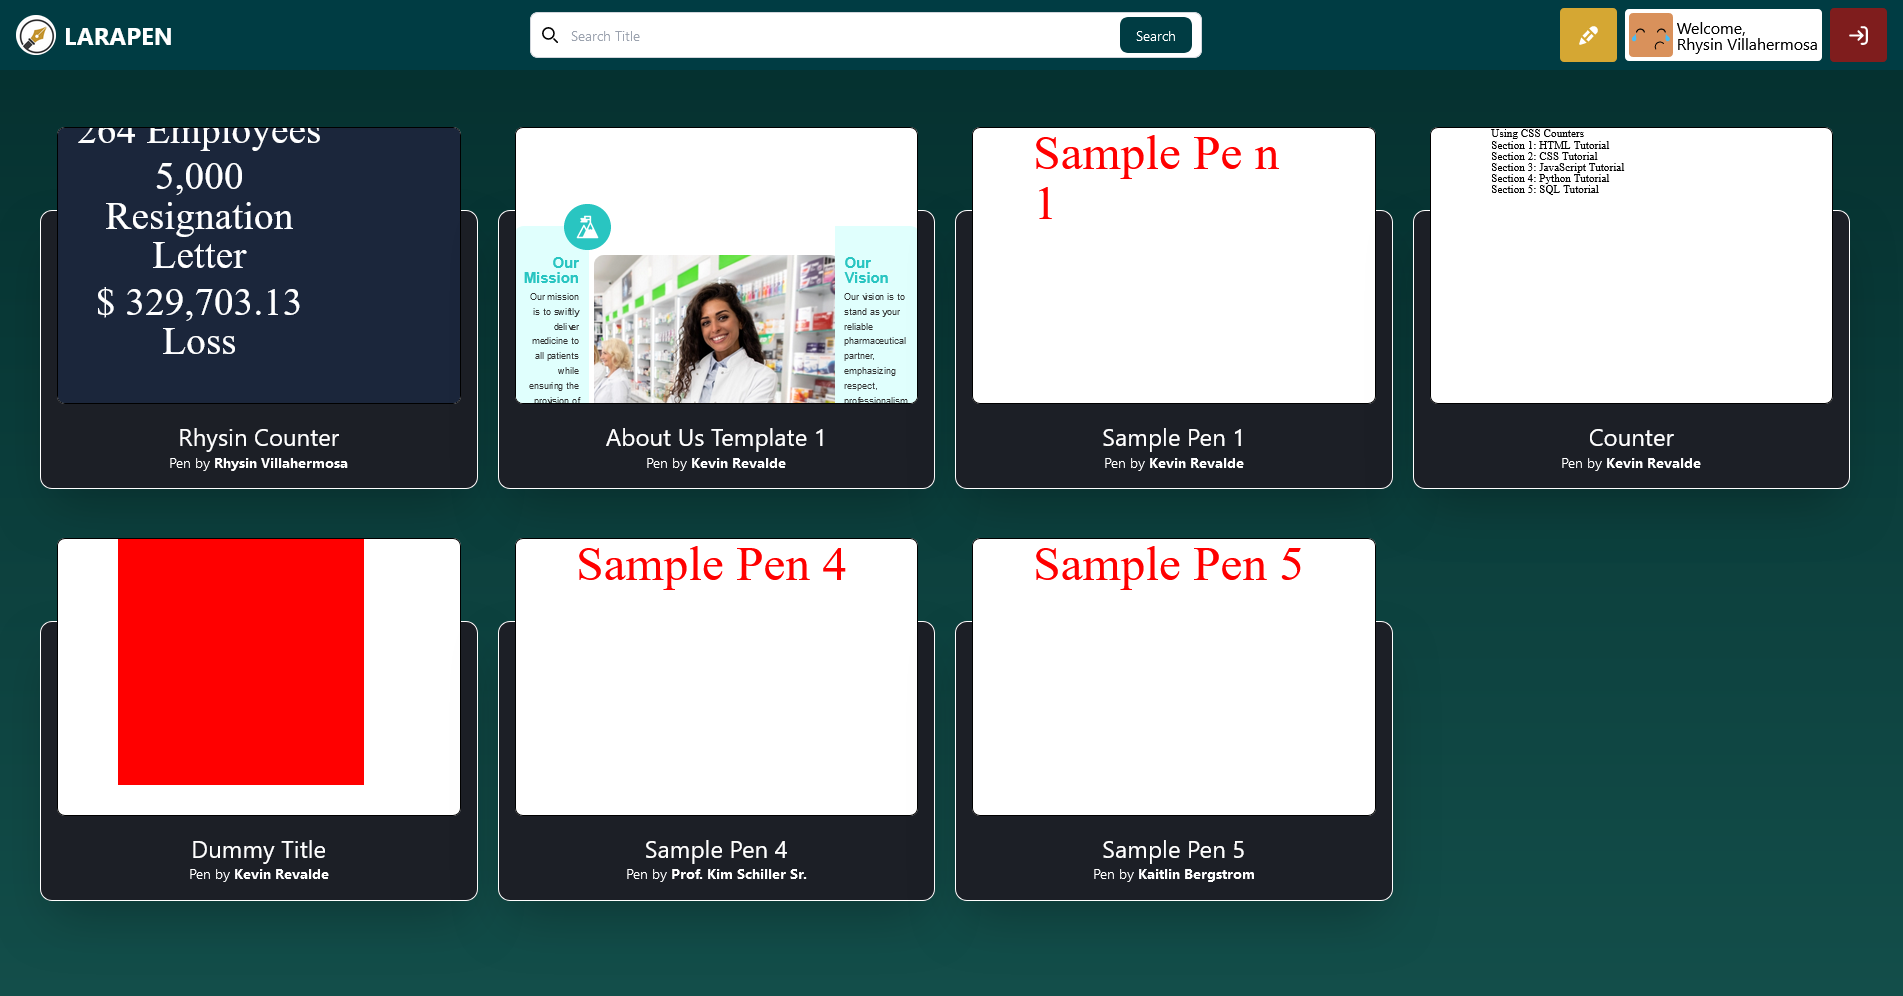 LARAPEN
Search Title
Search
Welcome,
Rhysin Villahermosa
264 Employees
5,000
Resignation
Letter
$ 329,703.13
Loss
Rhysin Counter
Pen by Rhysin Villahermosa
Our
Mission
Our mission
is to swiftly
deliver
medicine to
all patients
while
ensuring the
provision of
Our
Vision
Our vision is to
stand as your
reliable
pharmaceutical
partner,
emphasizing
respect,
professionalism
About Us Template 1
Pen by Kevin Revalde
Sample Pe n
1
Sample Pen 1
Pen by Kevin Revalde
Using CSS Counters
Section 1: HTML Tutorial
Section 2: CSS Tutorial
Section 3: JavaScript Tutorial
Section 4: Python Tutorial
Section 5: SQL Tutorial
Counter
Pen by Kevin Revalde
Dummy Title
Pen by Kevin Revalde
Sample Pen 4
Sample Pen 4
Pen by Prof. Kim Schiller Sr.
Sample Pen 5
Sample Pen 5
Pen by Kaitlin Bergstrom